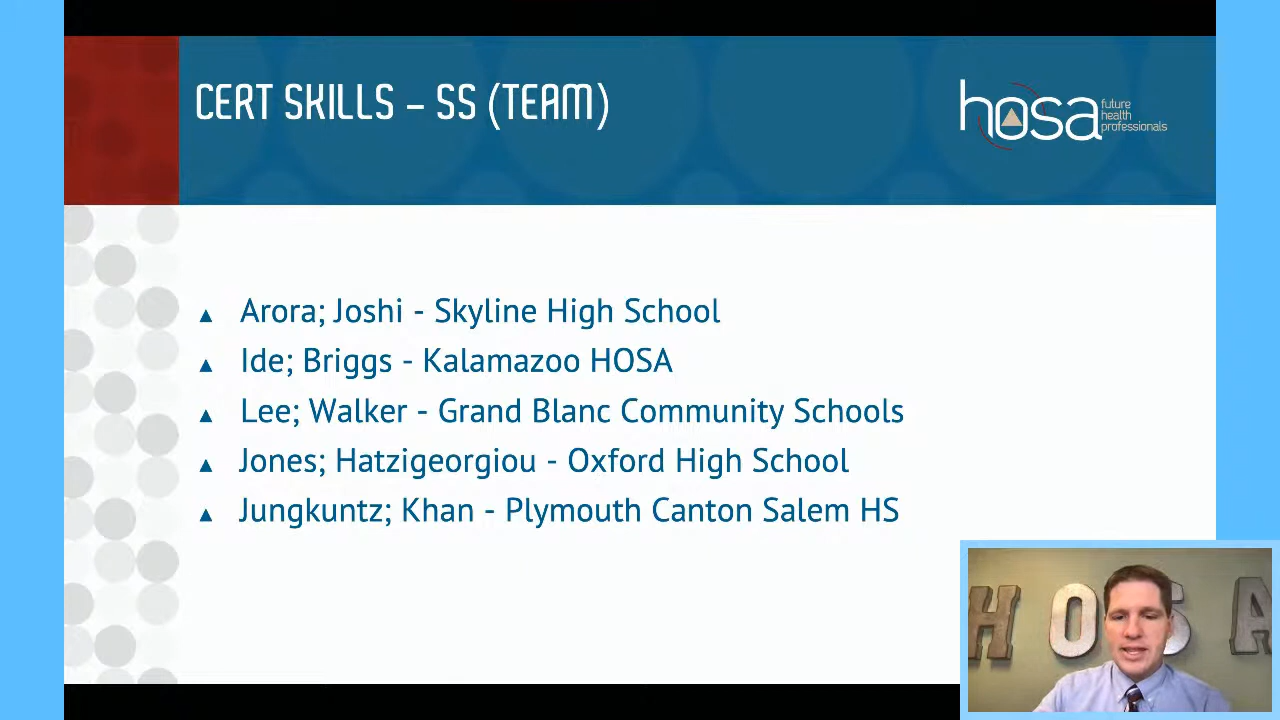 CERT SKILLS – SS (TEAM)
hosa future health professionals
Arora; Joshi - Skyline High School
Ide; Briggs - Kalamazoo HOSA
Lee; Walker - Grand Blanc Community Schools
Jones; Hatzigeorgiou - Oxford High School
Jungkuntz; Khan - Plymouth Canton Salem HS
HOSA